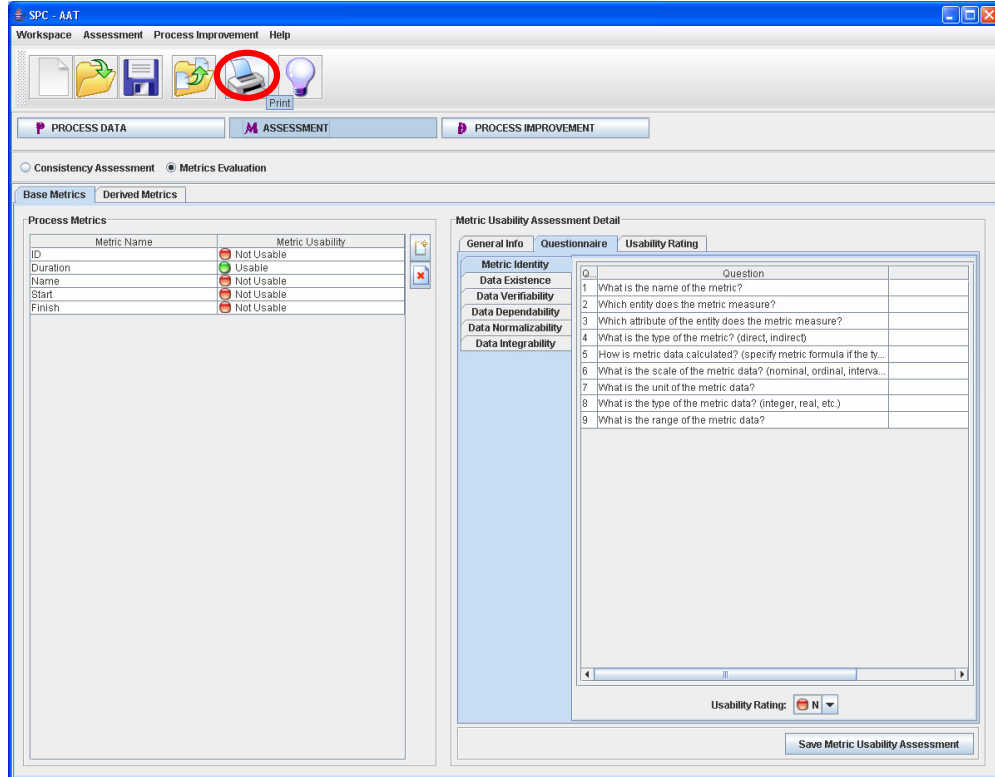 SPC - AAT
Workspace Assessment Process Improvement Help
Print
P PROCESS DATA M ASSESSMENT PROCESS IMPROVEMENT
Consistency Assessment Metrics Evaluation
Base Metrics Derived Metrics
Process Metrics
Metric Name Metric Usability
ID Not Usable
Duration Usable
Name Not Usable
Start Not Usable
Finish Not Usable
Metric Usability Assessment Detail
General Info Questionnaire Usability Rating
Metric Identity
Data Existence
Data Verifiability
Data Dependability
Data Normalizability
Data Integrability
Q... Question
1 What is the name of the metric?
2 Which entity does the metric measure?
3 Which attribute of the entity does the metric measure?
4 What is the type of the metric? (direct, indirect)
5 How is metric data calculated? (specify metric formula if the ty...
6 What is the scale of the metric data? (nominal, ordinal, interva...
7 What is the unit of the metric data?
8 What is the type of the metric data? (integer, real, etc.)
9 What is the range of the metric data?
Usability Rating: N
Save Metric Usability Assessment